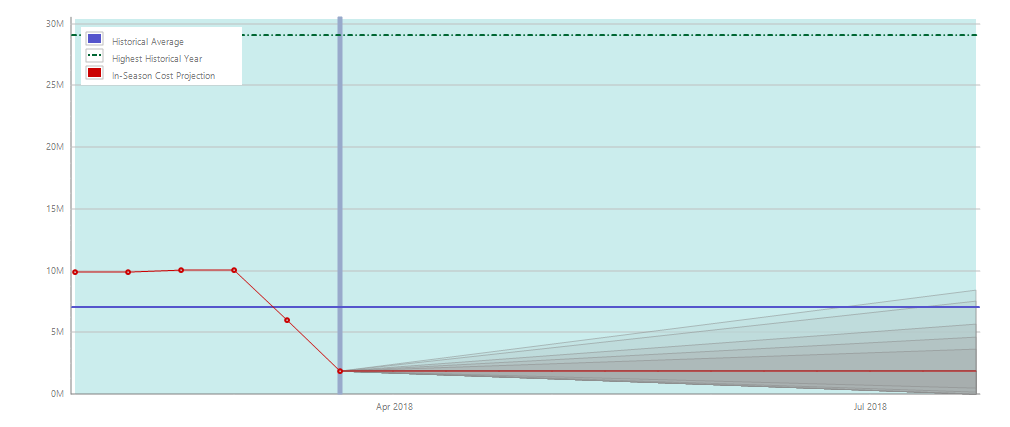 30M
25M
20M
15M
10M
5M
0M
Historical Average
Highest Historical Year
In-Season Cost Projection
Apr 2018
Jul 2018